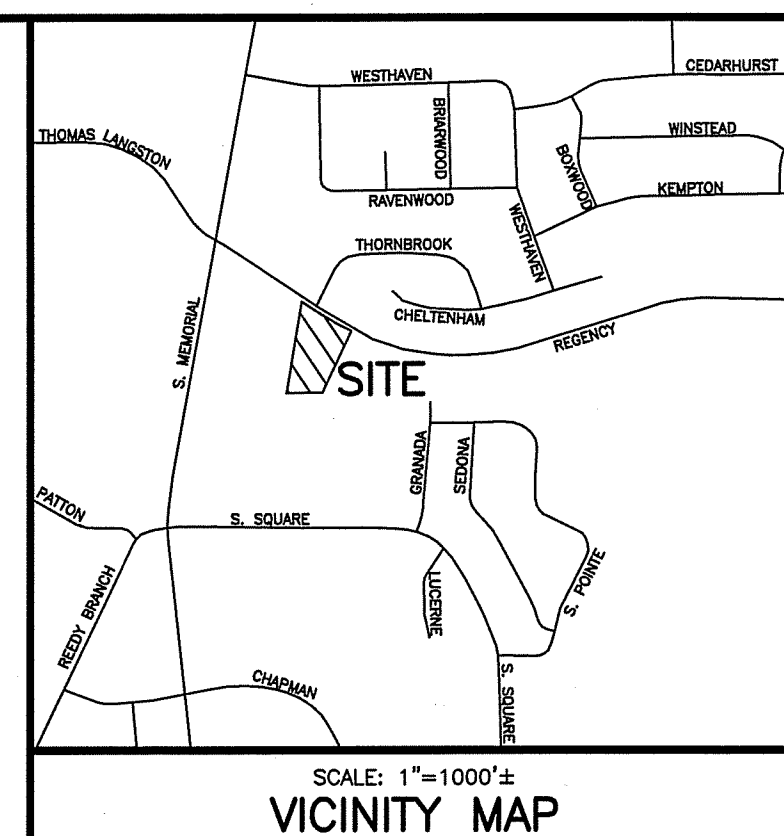 CEDARHURST
WESTHAVEN
BRIARWOOD
WINSTEAD
THOMAS LANGSTON
BOXWOOD
KEMPTON
RAVENWOOD
WESTHAVEN
THORNBROOK
CHELTENHAM
S. MEMORIAL
REGENCY
SITE
GRANADA
SEDONA
PATTON
S. SQUARE
S. POINTE
LUCERNE
REEDY BRANCH
CHAPMAN
S. SQUARE
SCALE: 1"=1000'±
VICINITY MAP